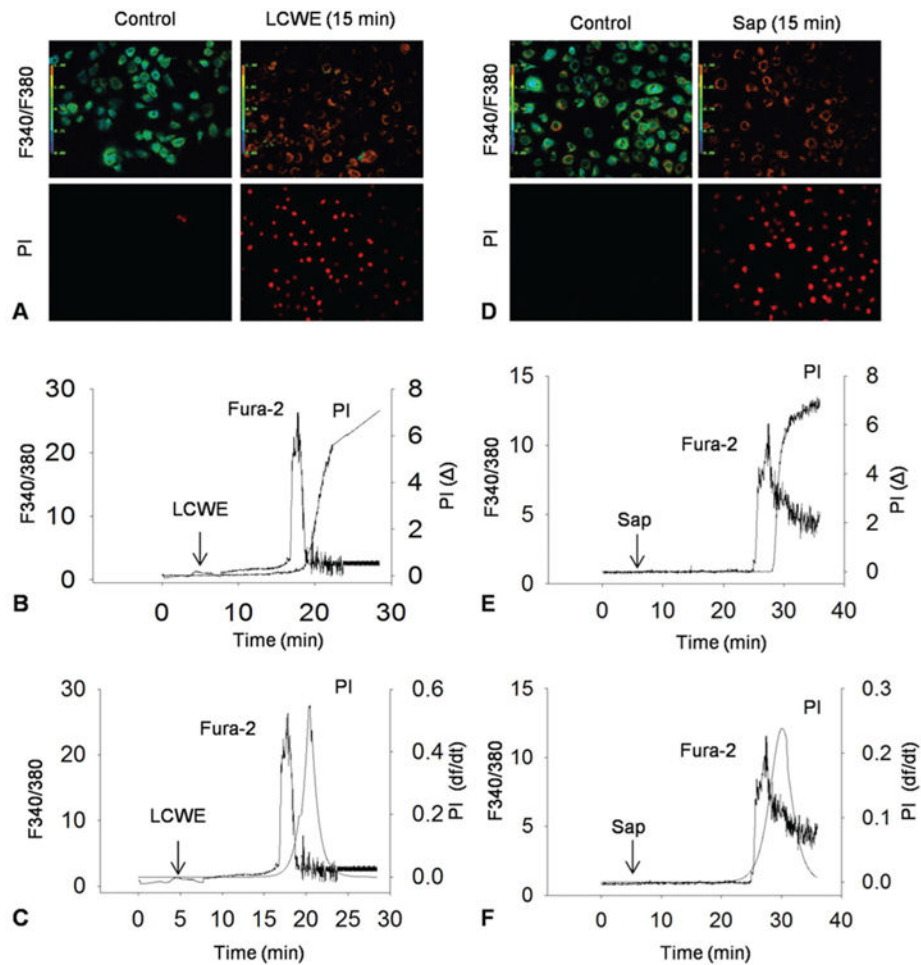 Control LCWE (15 min)
F340/F380
PI
A
Control Sap (15 min)
F340/F380
PI
D
30
20
10
0
F340/380
8
6
4
2
0
PI (Δ)
Fura-2
PI
LCWE
0 10 20 30
Time (min)
B
15
10
5
0
F340/380
8
6
4
2
0
PI (Δ)
PI
Fura-2
Sap
0 10 20 30 40
Time (min)
E
30
20
10
0
F340/380
0.6
0.4
0.2
0.0
PI (df/dt)
PI
Fura-2
LCWE
0 5 10 15 20 25 30
Time (min)
C
15
10
5
0
F340/380
0.3
0.2
0.1
0.0
PI (df/dt)
PI
Fura-2
Sap
0 10 20 30 40
Time (min)
F